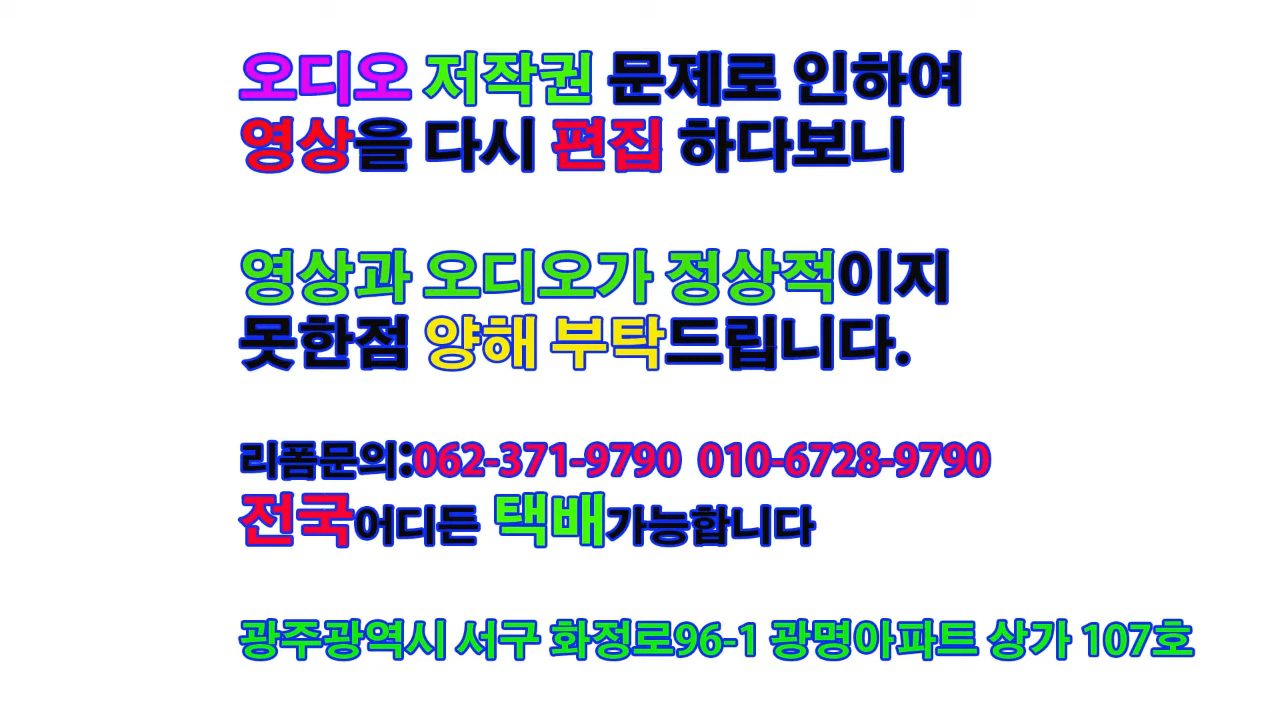 오디오 저작권 문제로 인하여
영상을 다시 편집 하다보니
영상과 오디오가 정상적이지
못한점 양해 부탁드립니다.
리폼문의:062-371-9790 010-6728-9790
전국어디든 택배가능합니다
광주광역시 서구 화정로96-1 광명아파트 상가 107호